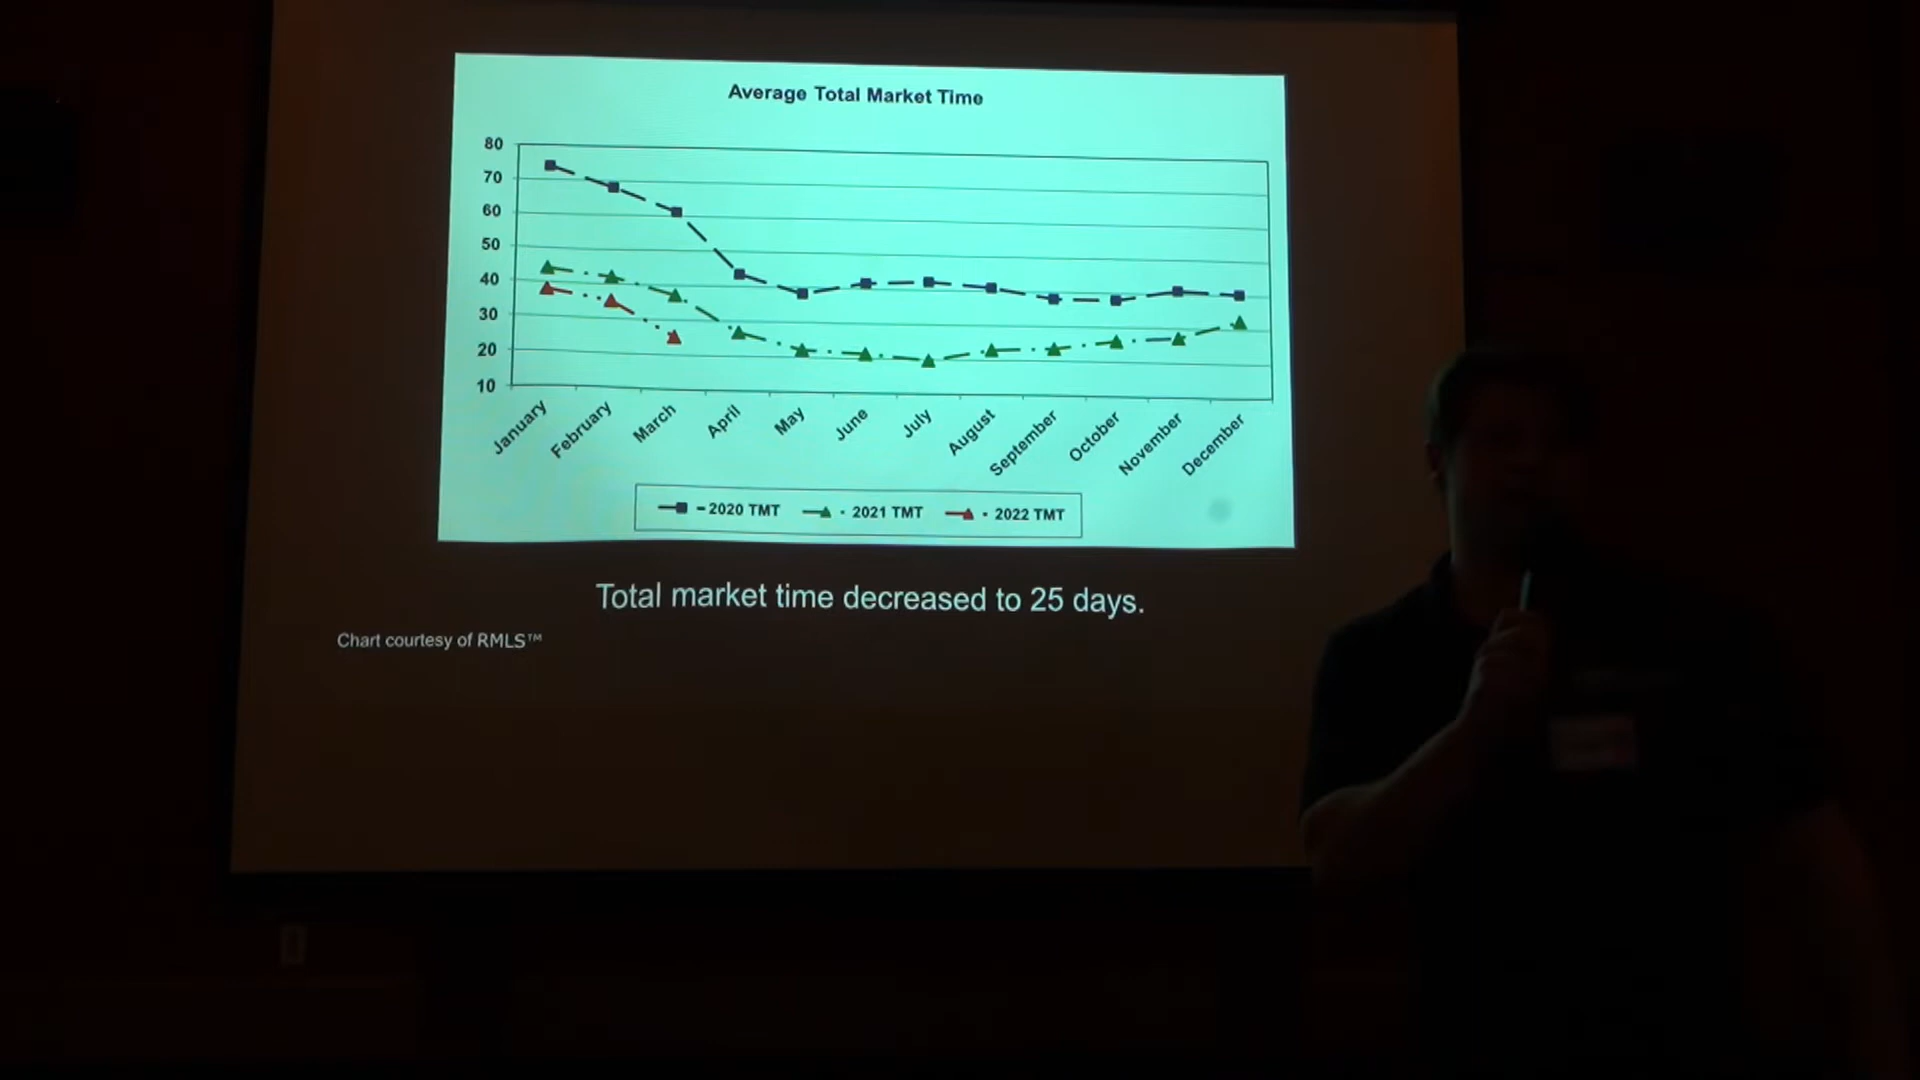 Average Total Market Time
80
70
60
50
40
30
20
10
January
February
March
April
May
June
July
August
September
October
November
December
2020 TMT
2021 TMT
2022 TMT
Total market time decreased to 25 days.
Chart courtesy of RMLS™